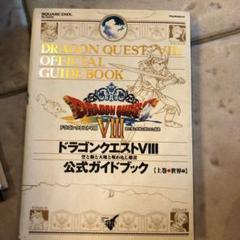 SQUARE ENIX
PlayStation
DRAGON QUEST VIII
OFFICIAL
GUIDEBOOK
DRAGON QUEST
VIII
ドラゴンクエストVIII
空と海と大地と呪われし姫君
公式ガイドブック
[上巻●世界編]